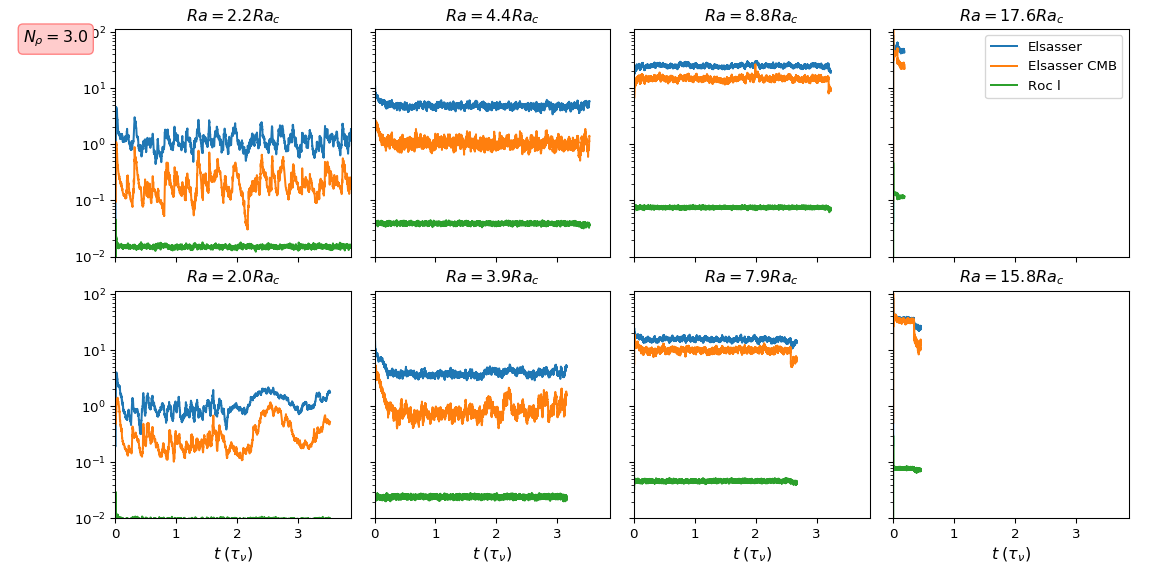 Ra = 2.2Ra_c
Ra = 4.4Ra_c
Ra = 8.8Ra_c
Ra = 17.6Ra_c
N_ρ = 3.0
10^1
10^0
10^−1
10^−2
Elsasser
Elsasser CMB
Roc l
Ra = 2.0Ra_c
Ra = 3.9Ra_c
Ra = 7.9Ra_c
Ra = 15.8Ra_c
10^2
10^1
10^0
10^−1
10^−2
0 1 2 3
0 1 2 3
0 1 2 3
0 1 2 3
t (τ_ν)
t (τ_ν)
t (τ_ν)
t (τ_ν)